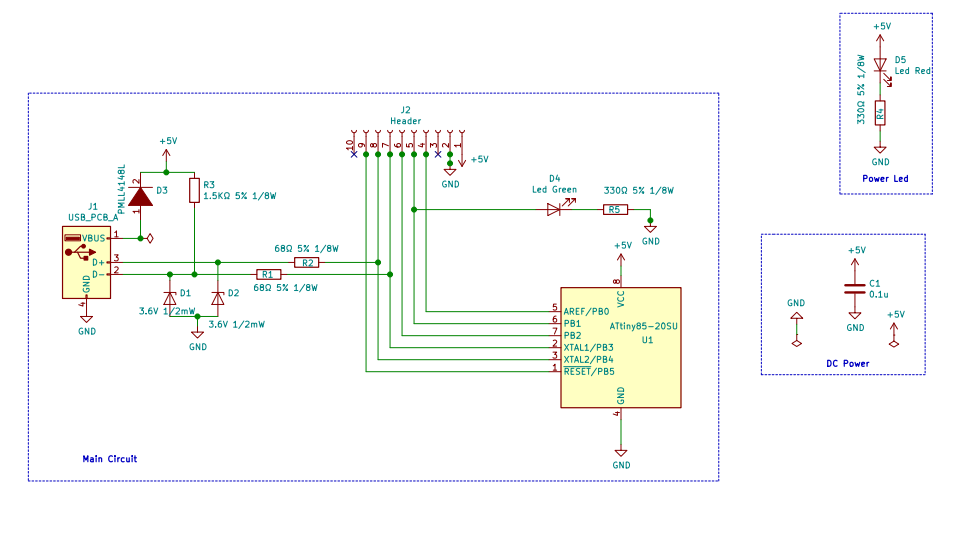 +5V
D5
Led Red
330Ω 5% 1/8W
R4
GND
Power Led
J2
Header
10
9
8
7
6
5
4
3
2
1
+5V
GND
+5V
PMLL4148L
2
1
D3
R3
1.5KΩ 5% 1/8W
D4
Led Green
330Ω 5% 1/8W
R5
GND
J1
USB_PCB_A
VBUS
1
D+
3
D-
2
GND
4
GND
68Ω 5% 1/8W
R2
R1
68Ω 5% 1/8W
D1
3.6V 1/2mW
D2
3.6V 1/2mW
GND
+5V
8
VCC
5
AREF/PB0
6
PB1
7
PB2
2
XTAL1/PB3
3
XTAL2/PB4
1
RESET/PB5
ATtiny85-20SU
U1
GND
4
GND
Main Circuit
+5V
C1
0.1u
GND
GND
+5V
DC Power